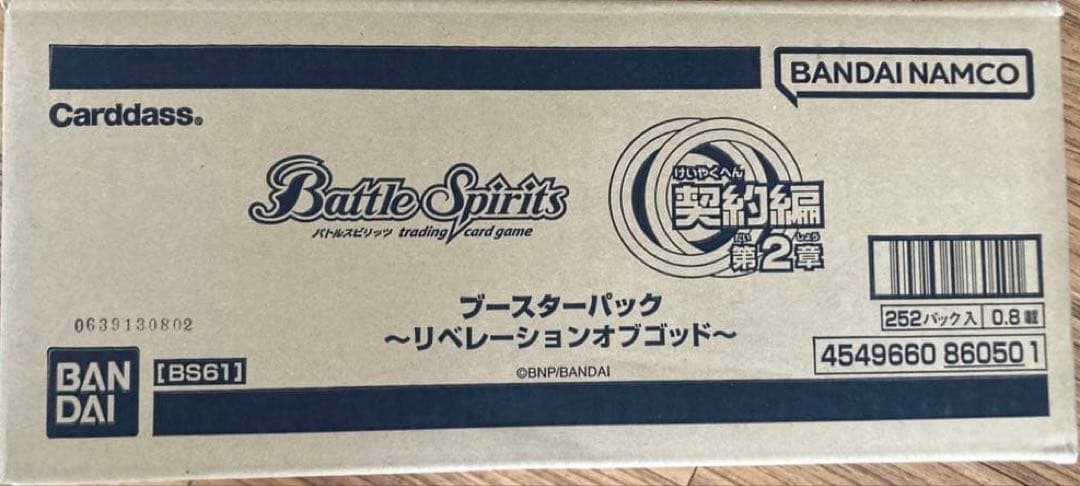 BANDAI NAMCO
Carddass®
Battle Spirits
バトルスピリッツ trading card game
けいやくへん
契約編
だい しょう
第2章
ブースターパック
～リベレーションオブゴッド～
252パック入 0.8載
4549660 860501
0639130802
BAN
DAI
[BS61]
©BNP/BANDAI